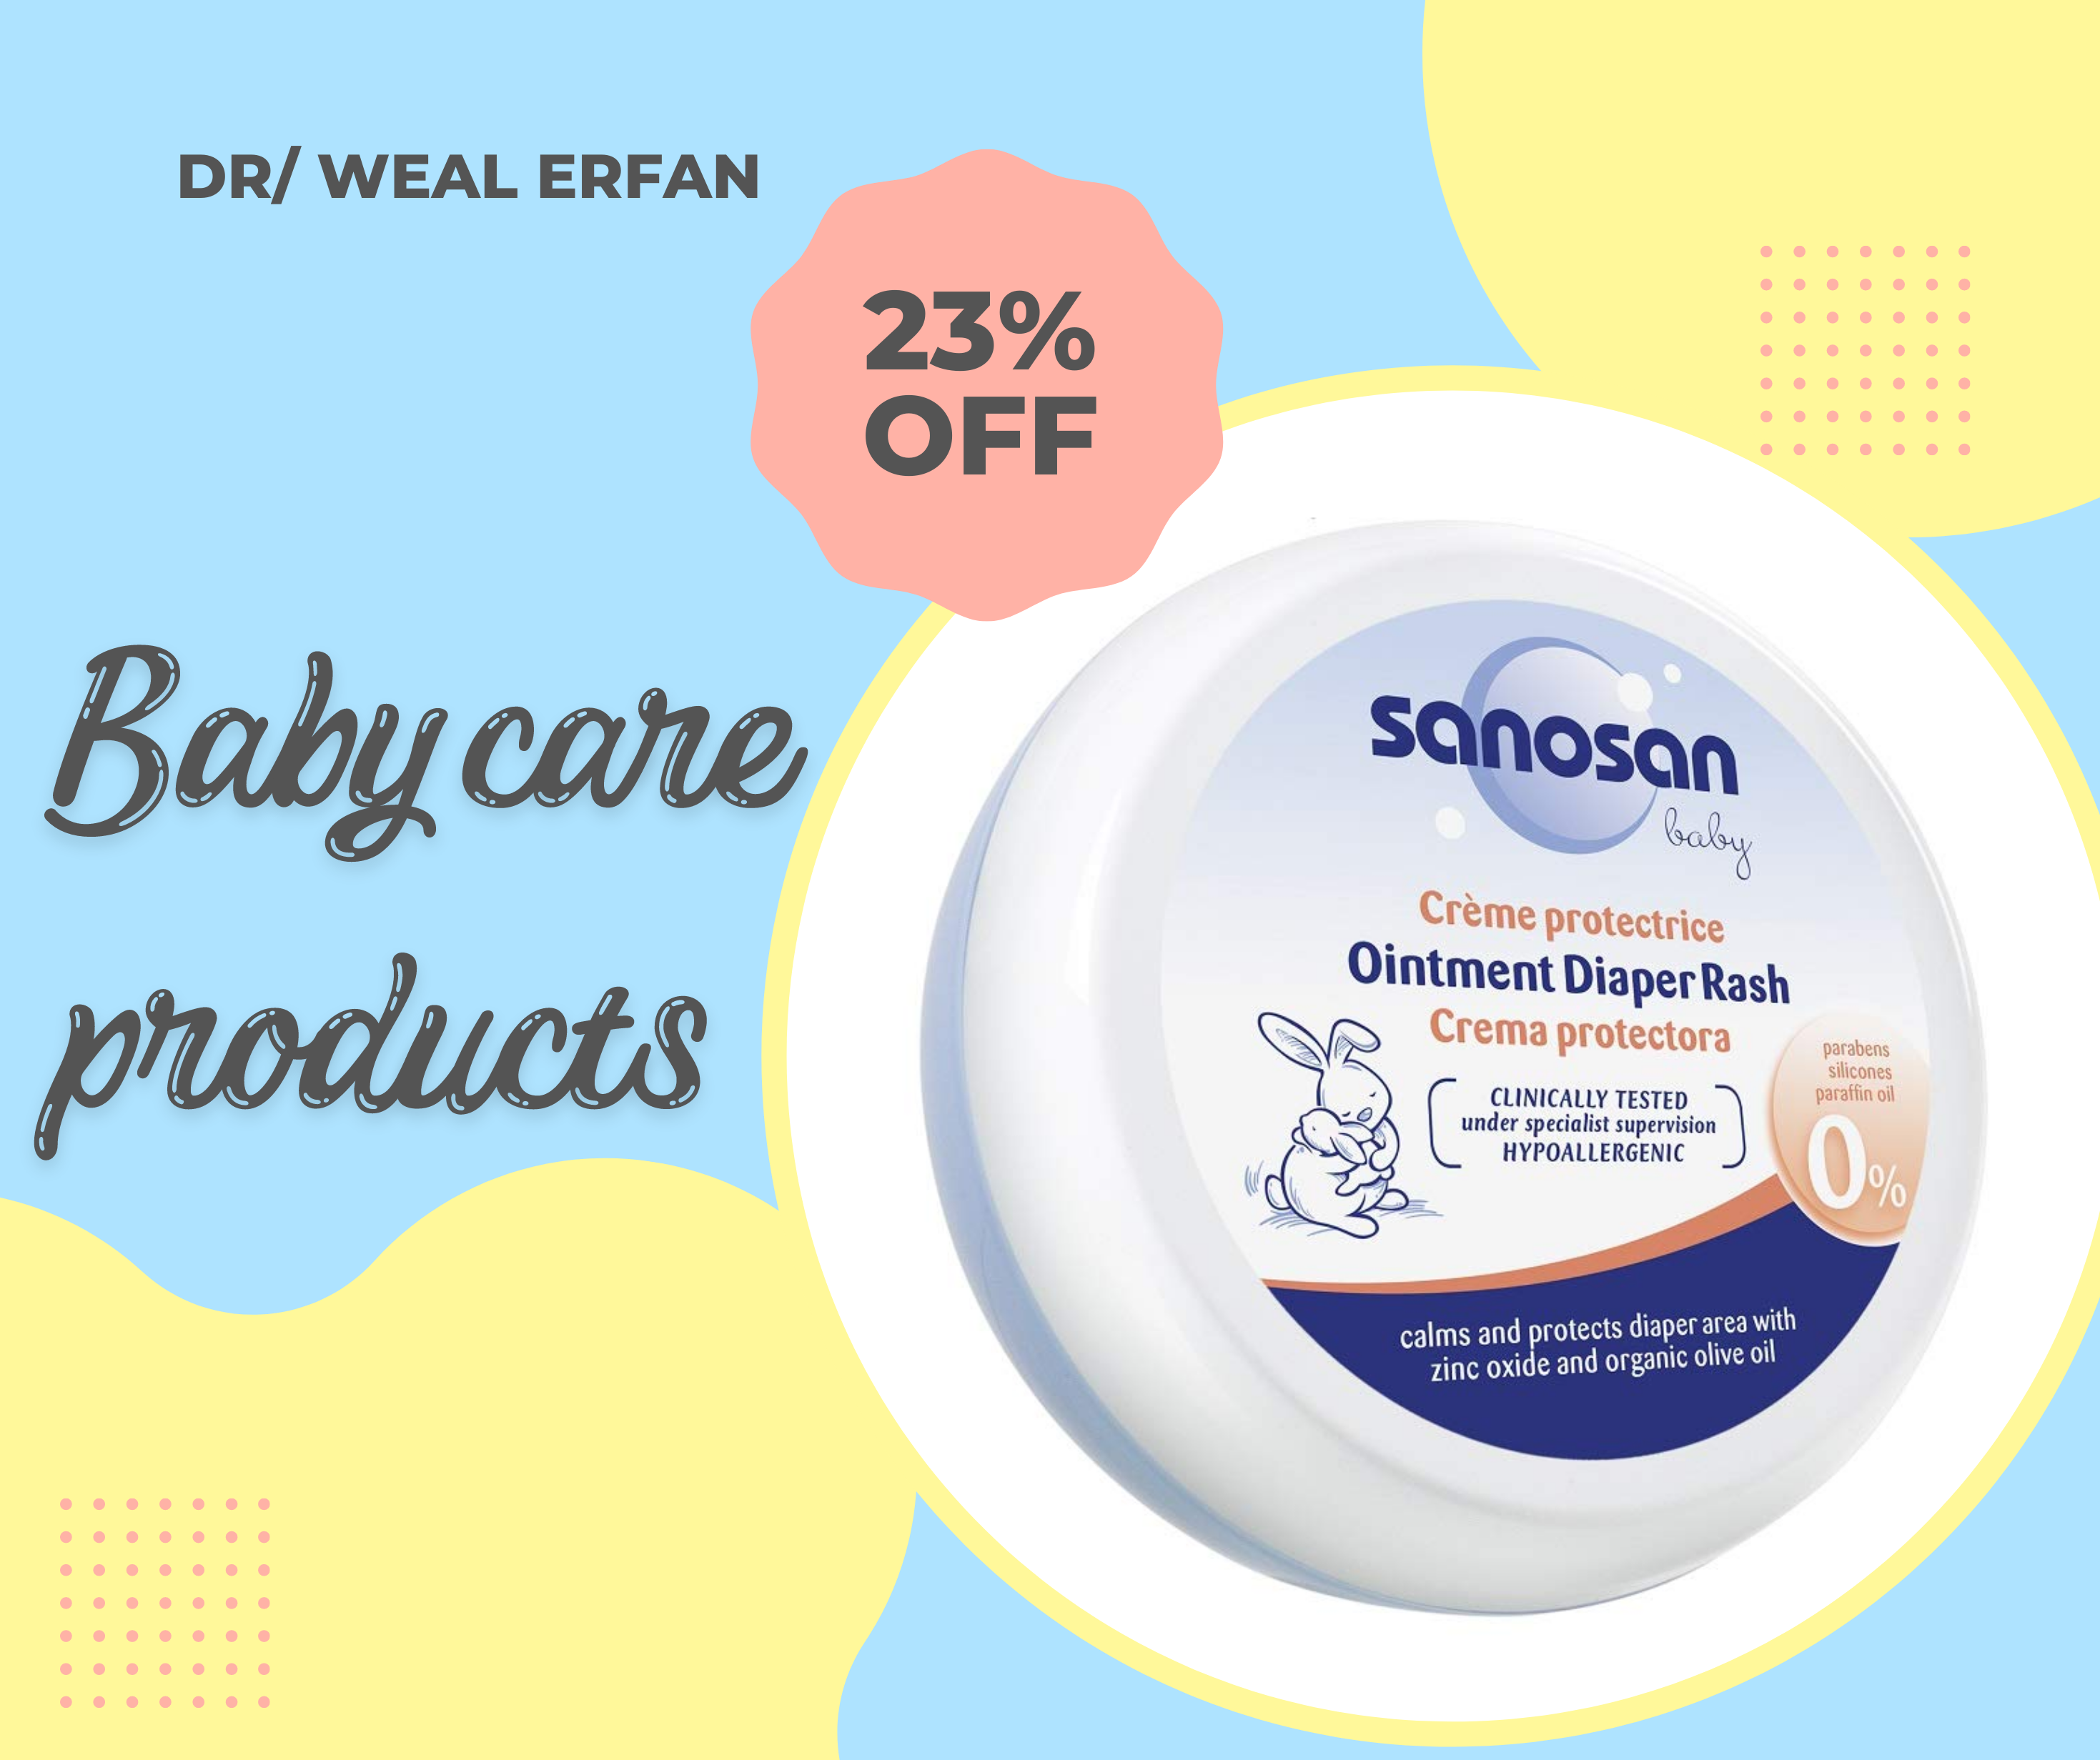 DR/ WEAL ERFAN
23%
OFF
Baby care
products
sanosan
baby
Crème protectrice
Ointment Diaper Rash
Crema protectora
CLINICALLY TESTED
under specialist supervision
HYPOALLERGENIC
parabens
silicones
paraffin oil
0%
calms and protects diaper area with
zinc oxide and organic olive oil